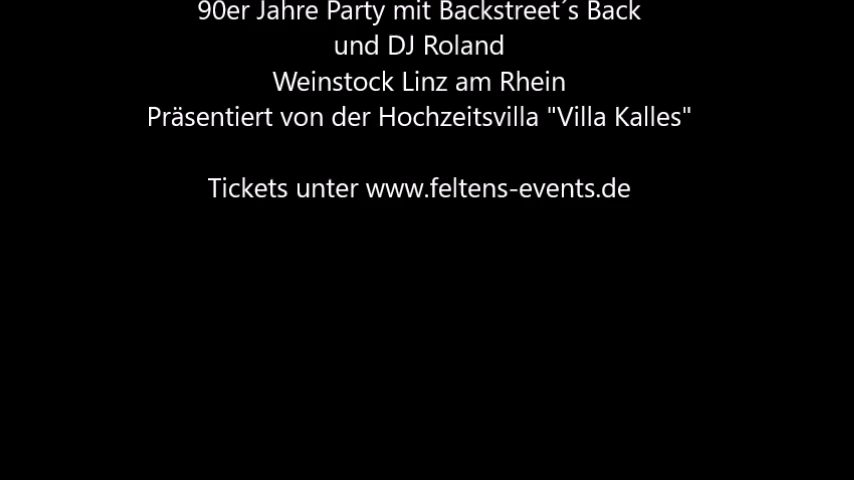 90er Jahre Party mit Backstreet´s Back
und DJ Roland
Weinstock Linz am Rhein
Präsentiert von der Hochzeitsvilla "Villa Kalles"
Tickets unter www.feltens-events.de